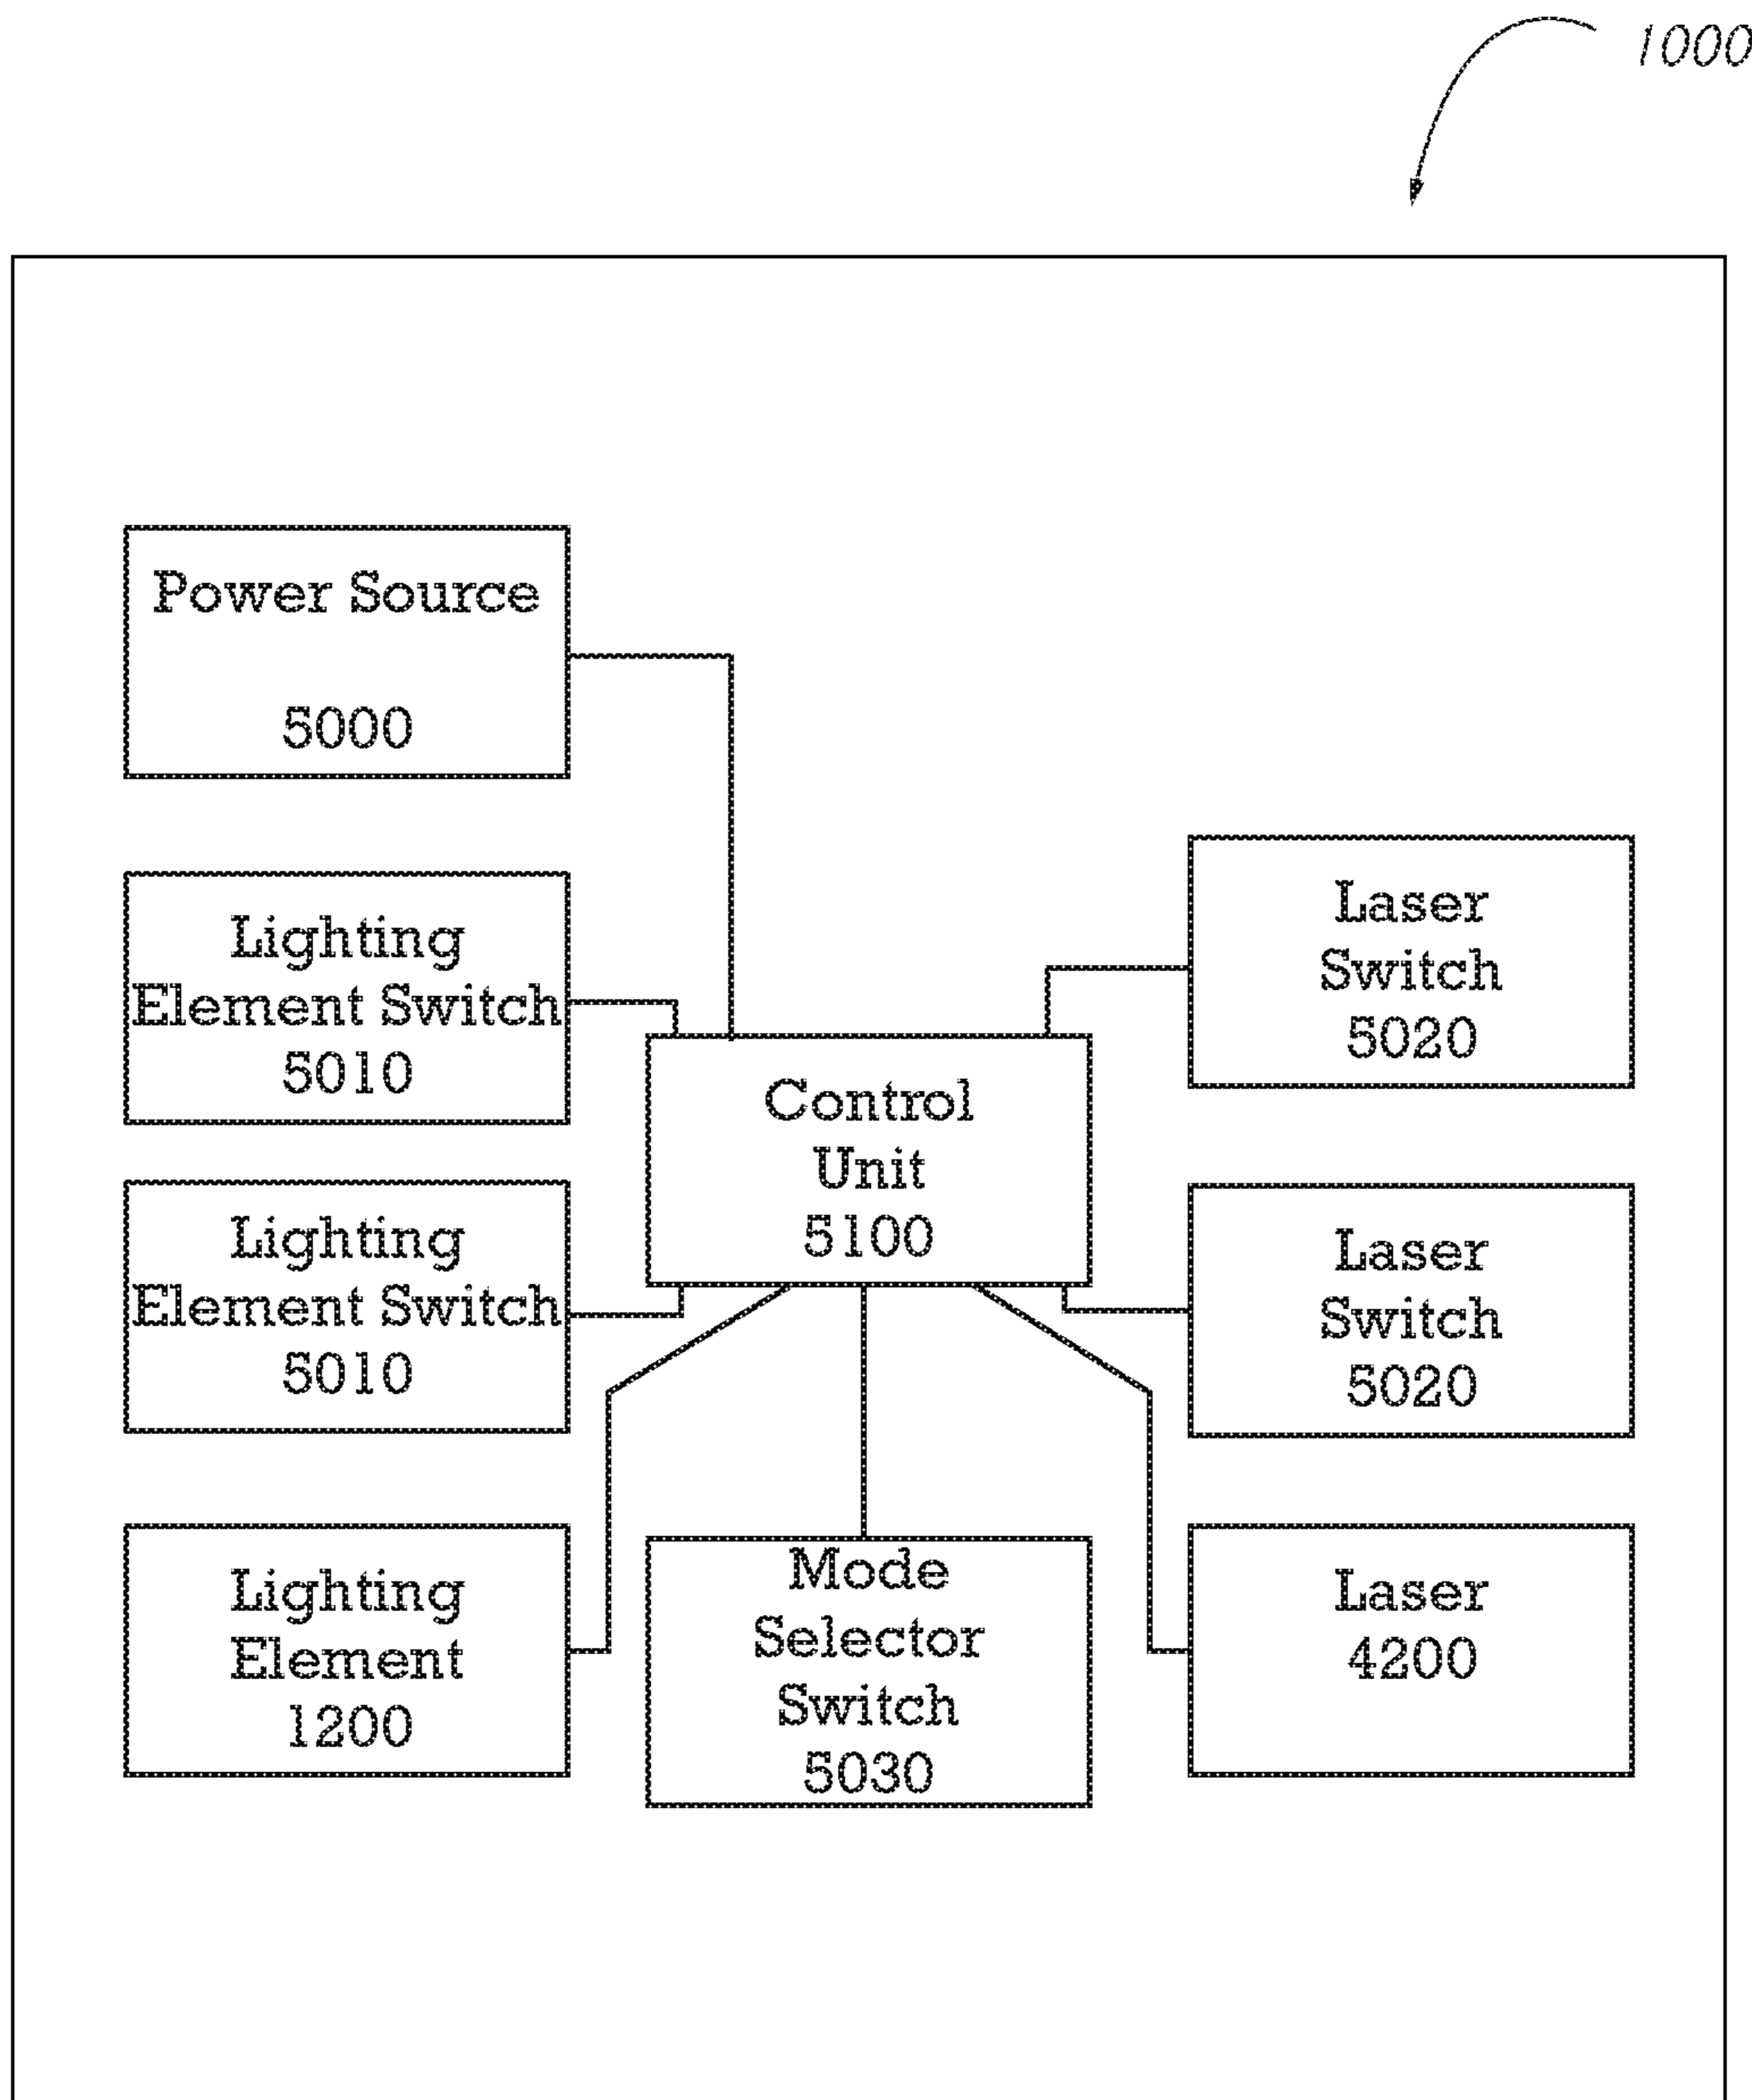 1000
Power Source
5000
Lighting
Element Switch
5010
Laser
Switch
5020
Control
Unit
5100
Lighting
Element Switch
5010
Laser
Switch
5020
Lighting
Element
1200
Mode
Selector
Switch
5030
Laser
4200